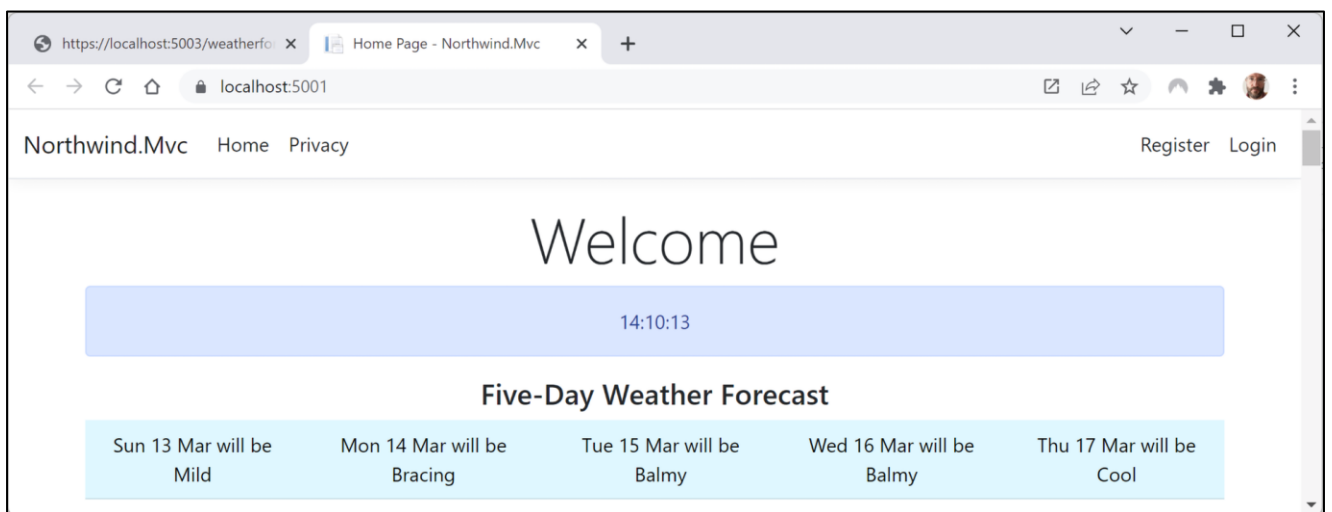 https://localhost:5003/weatherfo Home Page - Northwind.Mvc
localhost:5001
Northwind.Mvc Home Privacy Register Login
Welcome
14:10:13
Five-Day Weather Forecast
Sun 13 Mar will be Mon 14 Mar will be Tue 15 Mar will be Wed 16 Mar will be Thu 17 Mar will be
Mild Bracing Balmy Balmy Cool